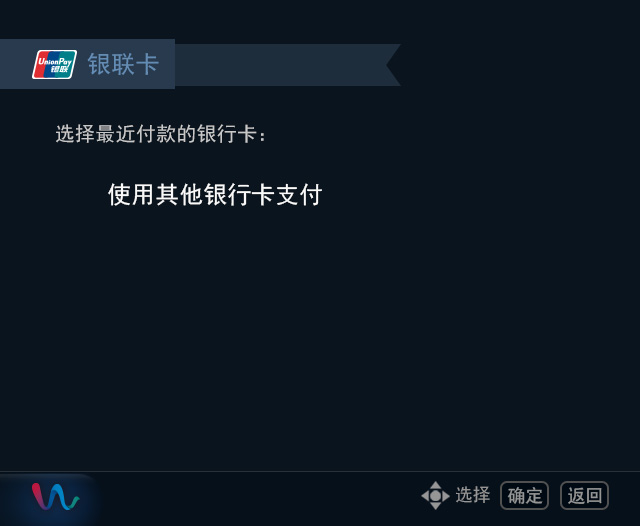 UnionPay
银联
银联卡
选择最近付款的银行卡：
使用其他银行卡支付
选择 确定 返回